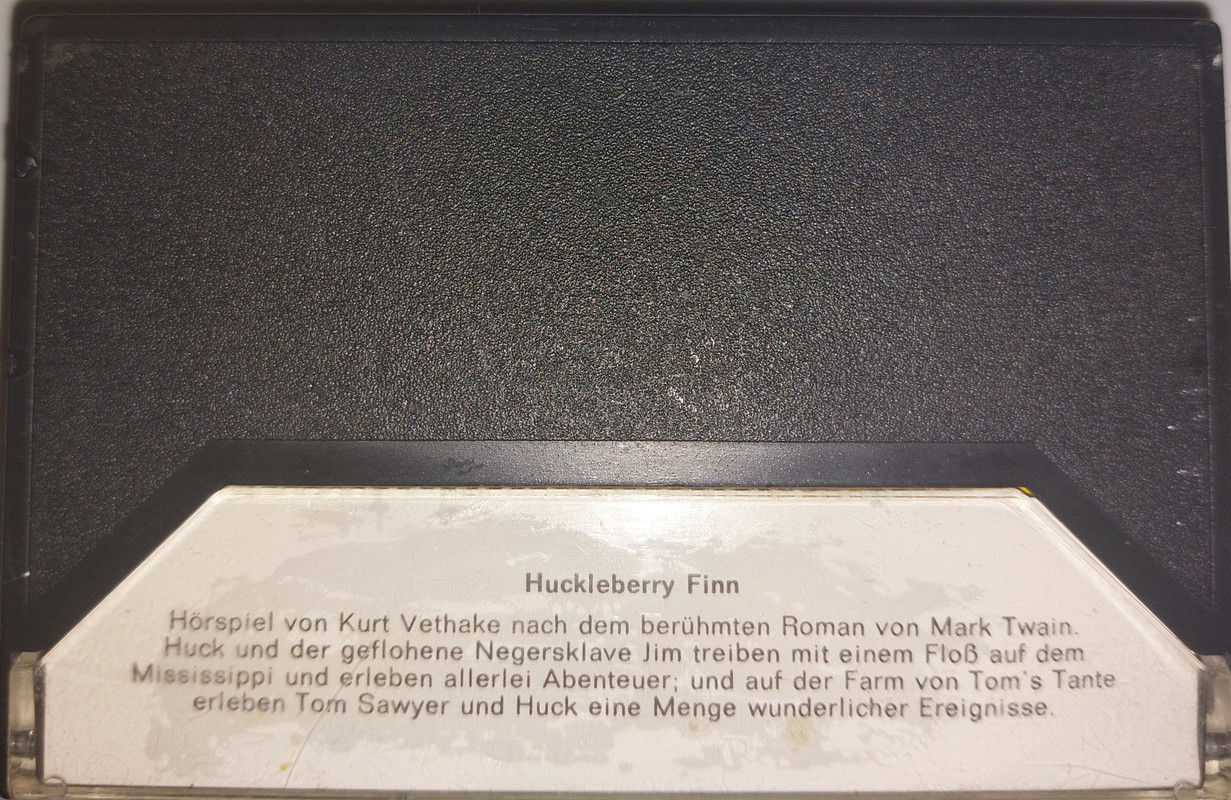 Huckleberry Finn
Hörspiel von Kurt Vethake nach dem berühmten Roman von Mark Twain.
Huck und der geflohene Negersklave Jim treiben mit einem Floß auf dem
Mississippi und erleben allerlei Abenteuer; und auf der Farm von Tom's Tante
erleben Tom Sawyer und Huck eine Menge wunderlicher Ereignisse.